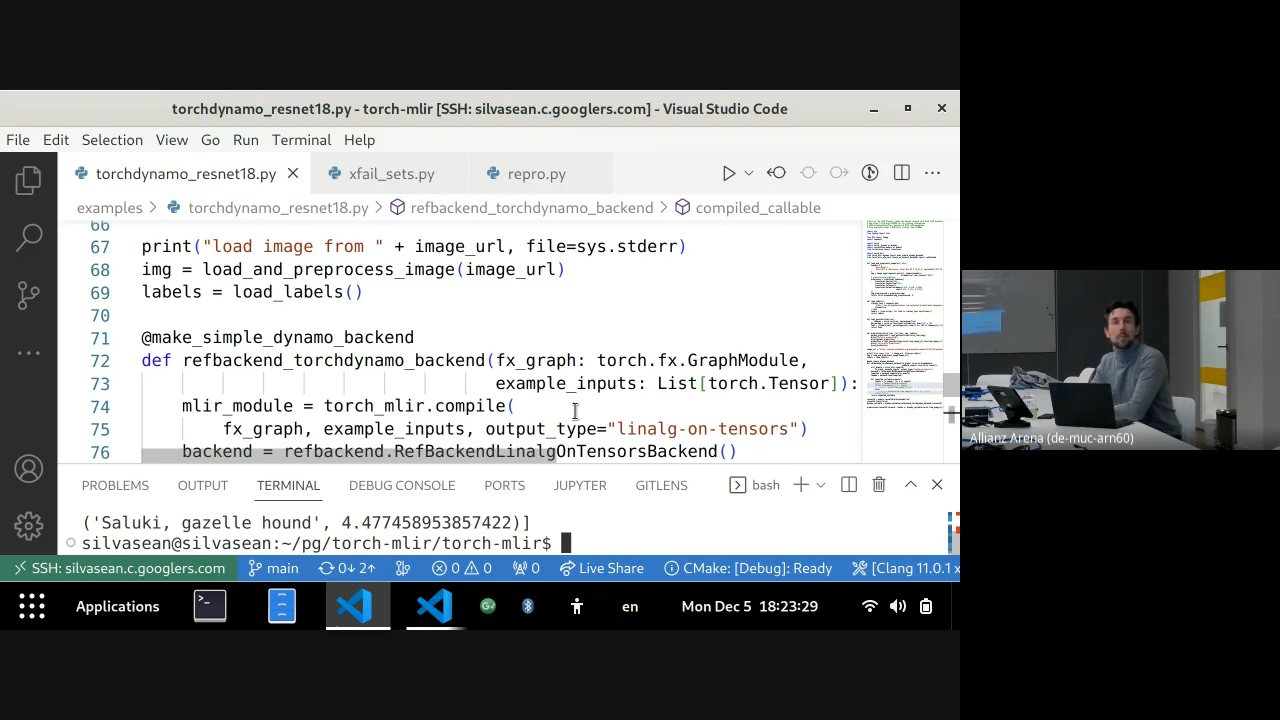 torchdynamo_resnet18.py - torch-mlir [SSH: silvasean.c.googlers.com] - Visual Studio Code
File Edit Selection View Go Run Terminal Help
torchdynamo_resnet18.py xfail_sets.py repro.py
examples > torchdynamo_resnet18.py > refbackend_torchdynamo_backend > compiled_callable
66
67 print("load image from " + image_url, file=sys.stderr)
68 img = load_and_preprocess_image(image_url)
69 labels = load_labels()
70
71 @make_simple_dynamo_backend
72 def refbackend_torchdynamo_backend(fx_graph: torch.fx.GraphModule,
73 example_inputs: List[torch.Tensor]):
74 mlir_module = torch_mlir.compile(
75 fx_graph, example_inputs, output_type="linalg-on-tensors")
76 backend = refbackend.RefBackendLinalgOnTensorsBackend()
PROBLEMS OUTPUT TERMINAL DEBUG CONSOLE PORTS JUPYTER GITLENS bash
('Saluki, gazelle hound', 4.477458953857422)]
silvasean@silvasean:~/pg/torch-mlir/torch-mlir$
SSH: silvasean.c.googlers.com main 0↓ 2↑ 0 0 0 Live Share CMake: [Debug]: Ready [Clang 11.0.1 x
Applications en Mon Dec 5 18:23:29
Allianz Arena (de-muc-arn60)